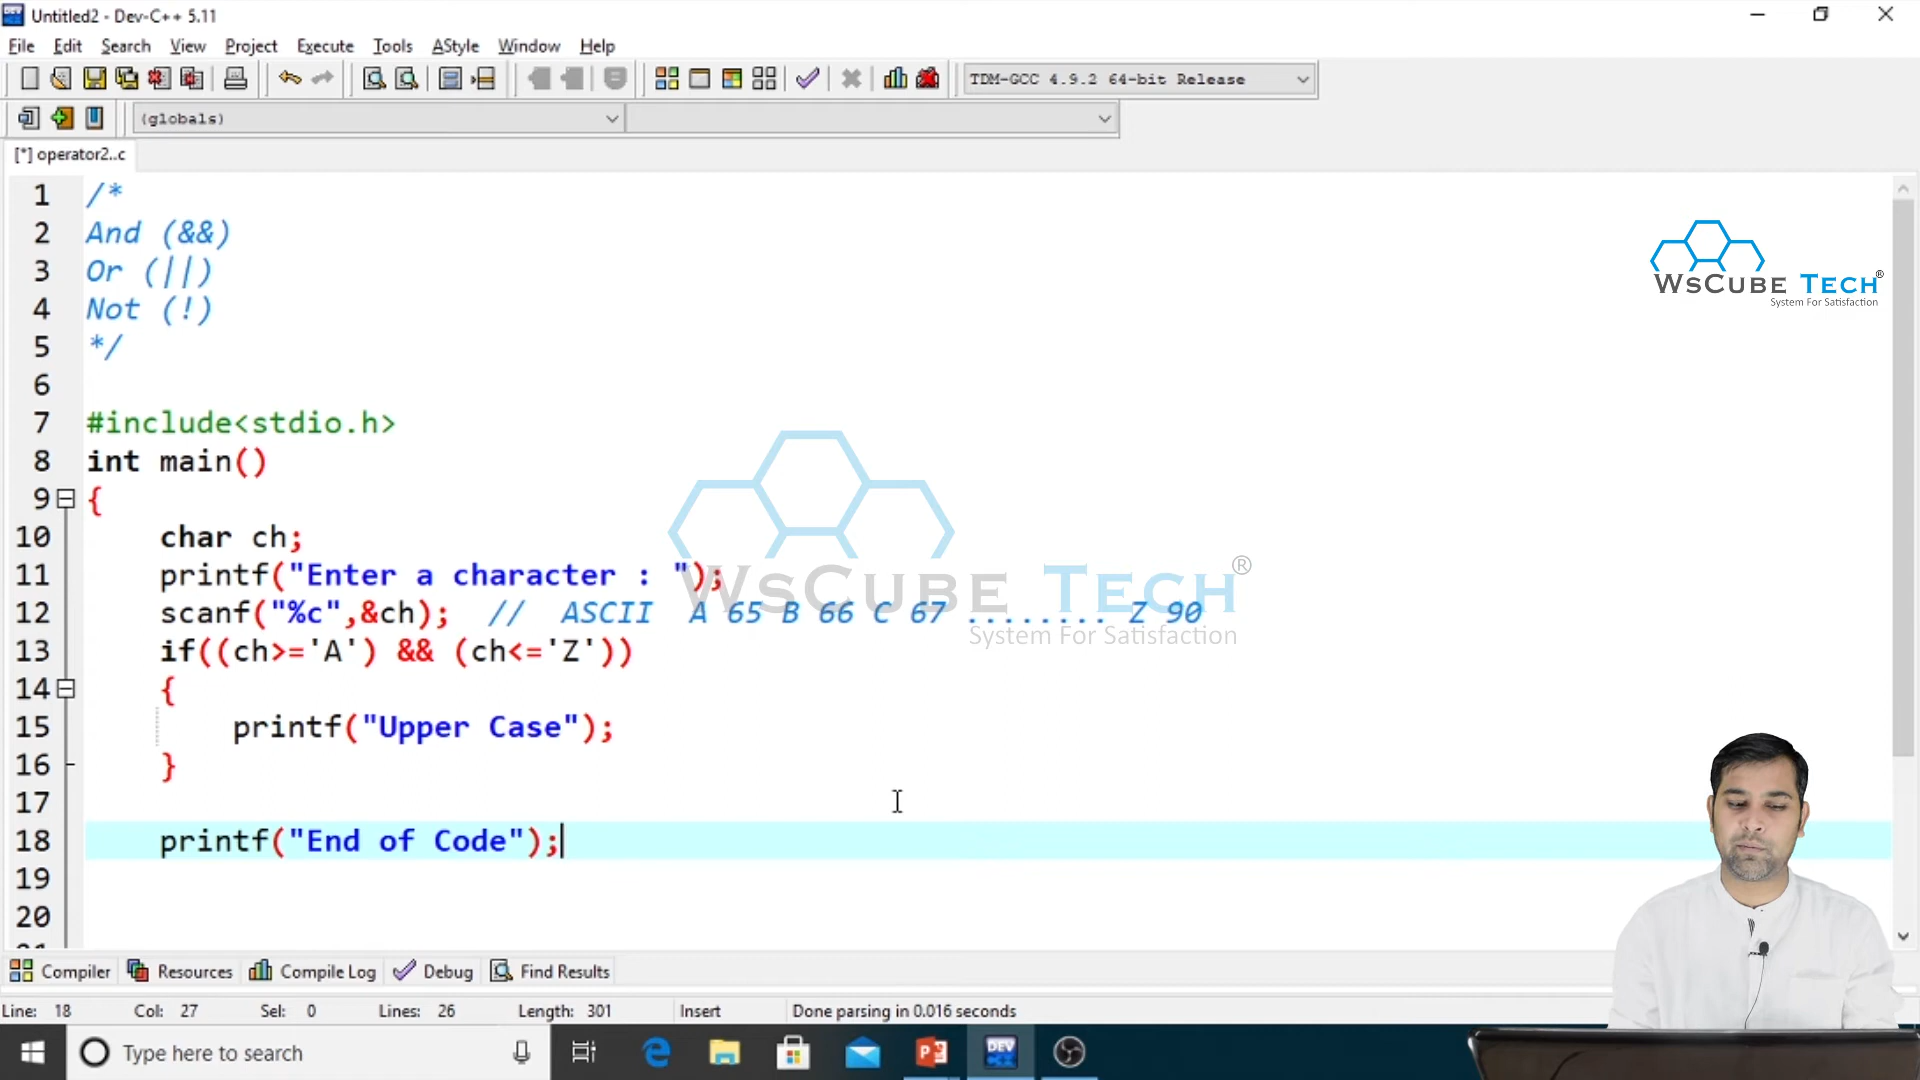 Untitled2 - Dev-C++ 5.11
File Edit Search View Project Execute Tools AStyle Window Help
TDM-GCC 4.9.2 64-bit Release
(globals)
[*] operator2..c
1 /*
2 And (&&)
3 Or (||)
4 Not (!)
5 */
6
7 #include<stdio.h>
8 int main()
9 {
10 char ch;
11 printf("Enter a character : ");
12 scanf("%c",&ch); // ASCII A 65 B 66 C 67 ........ Z 90
13 if((ch>='A') && (ch<='Z'))
14 {
15 printf("Upper Case");
16 }
17
18 printf("End of Code");
19
20
WsCube Tech®
System For Satisfaction
WsCube Tech®
System For Satisfaction
Compiler Resources Compile Log Debug Find Results
Line: 18 Col: 27 Sel: 0 Lines: 26 Length: 301 Insert Done parsing in 0.016 seconds
Type here to search
DEV